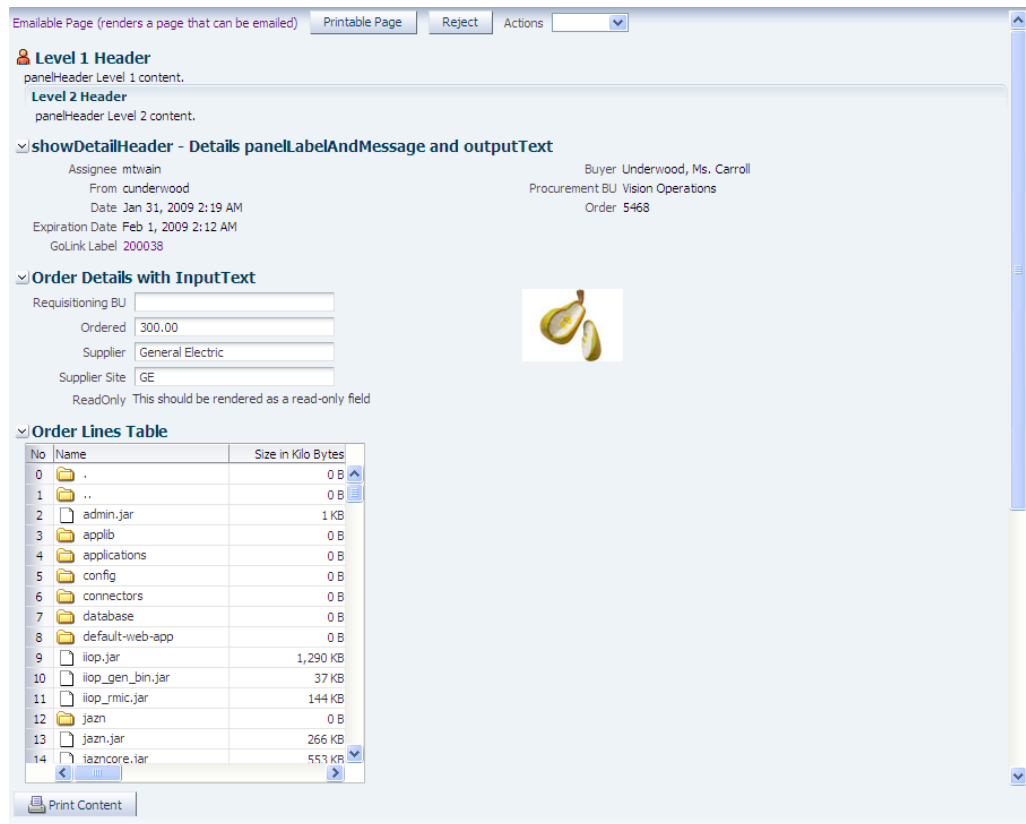 Emailable Page (renders a page that can be emailed) Printable Page Reject Actions
Level 1 Header
panelHeader Level 1 content.
Level 2 Header
panelHeader Level 2 content.
showDetailHeader - Details panelLabelAndMessage and outputText
Assignee mtwain Buyer Underwood, Ms. Carroll
From cunderwood Procurement BU Vision Operations
Date Jan 31, 2009 2:19 AM Order 5468
Expiration Date Feb 1, 2009 2:12 AM
GoLink Label 200038
Order Details with InputText
Requisitioning BU
Ordered 300.00
Supplier General Electric
Supplier Site GE
ReadOnly This should be rendered as a read-only field
Order Lines Table
No Name Size in Kilo Bytes
0 . 0 B
1 .. 0 B
2 admin.jar 1 KB
3 applib 0 B
4 applications 0 B
5 config 0 B
6 connectors 0 B
7 database 0 B
8 default-web-app 0 B
9 iiop.jar 1,290 KB
10 iiop_gen_bin.jar 37 KB
11 iiop_rmic.jar 144 KB
12 jazn 0 B
13 jazn.jar 266 KB
14 jazncore.jar 553 KB
Print Content